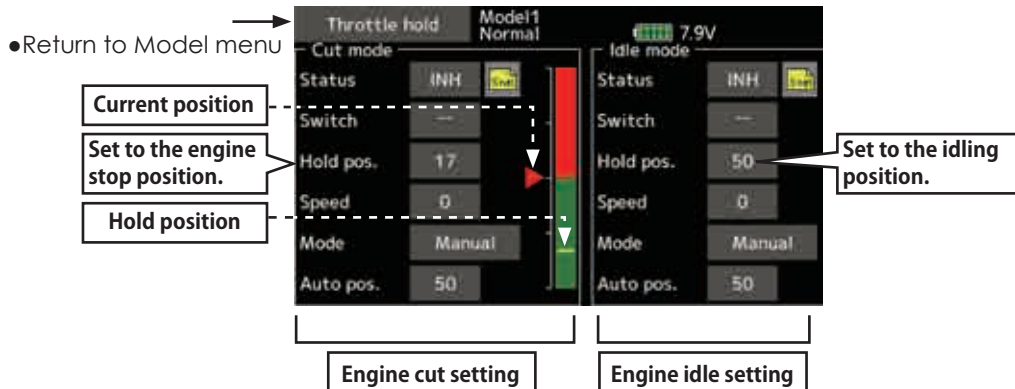 Throttle hold
Model1
Normal
7.9V
●Return to Model menu
Cut mode
Status INH
Switch --
Hold pos. 17
Speed 0
Mode Manual
Auto pos. 50
Idle mode
Status INH
Switch --
Hold pos. 50
Speed 0
Mode Manual
Auto pos. 50
Current position
Set to the engine
stop position.
Hold position
Set to the idling
position.
Engine cut setting
Engine idle setting